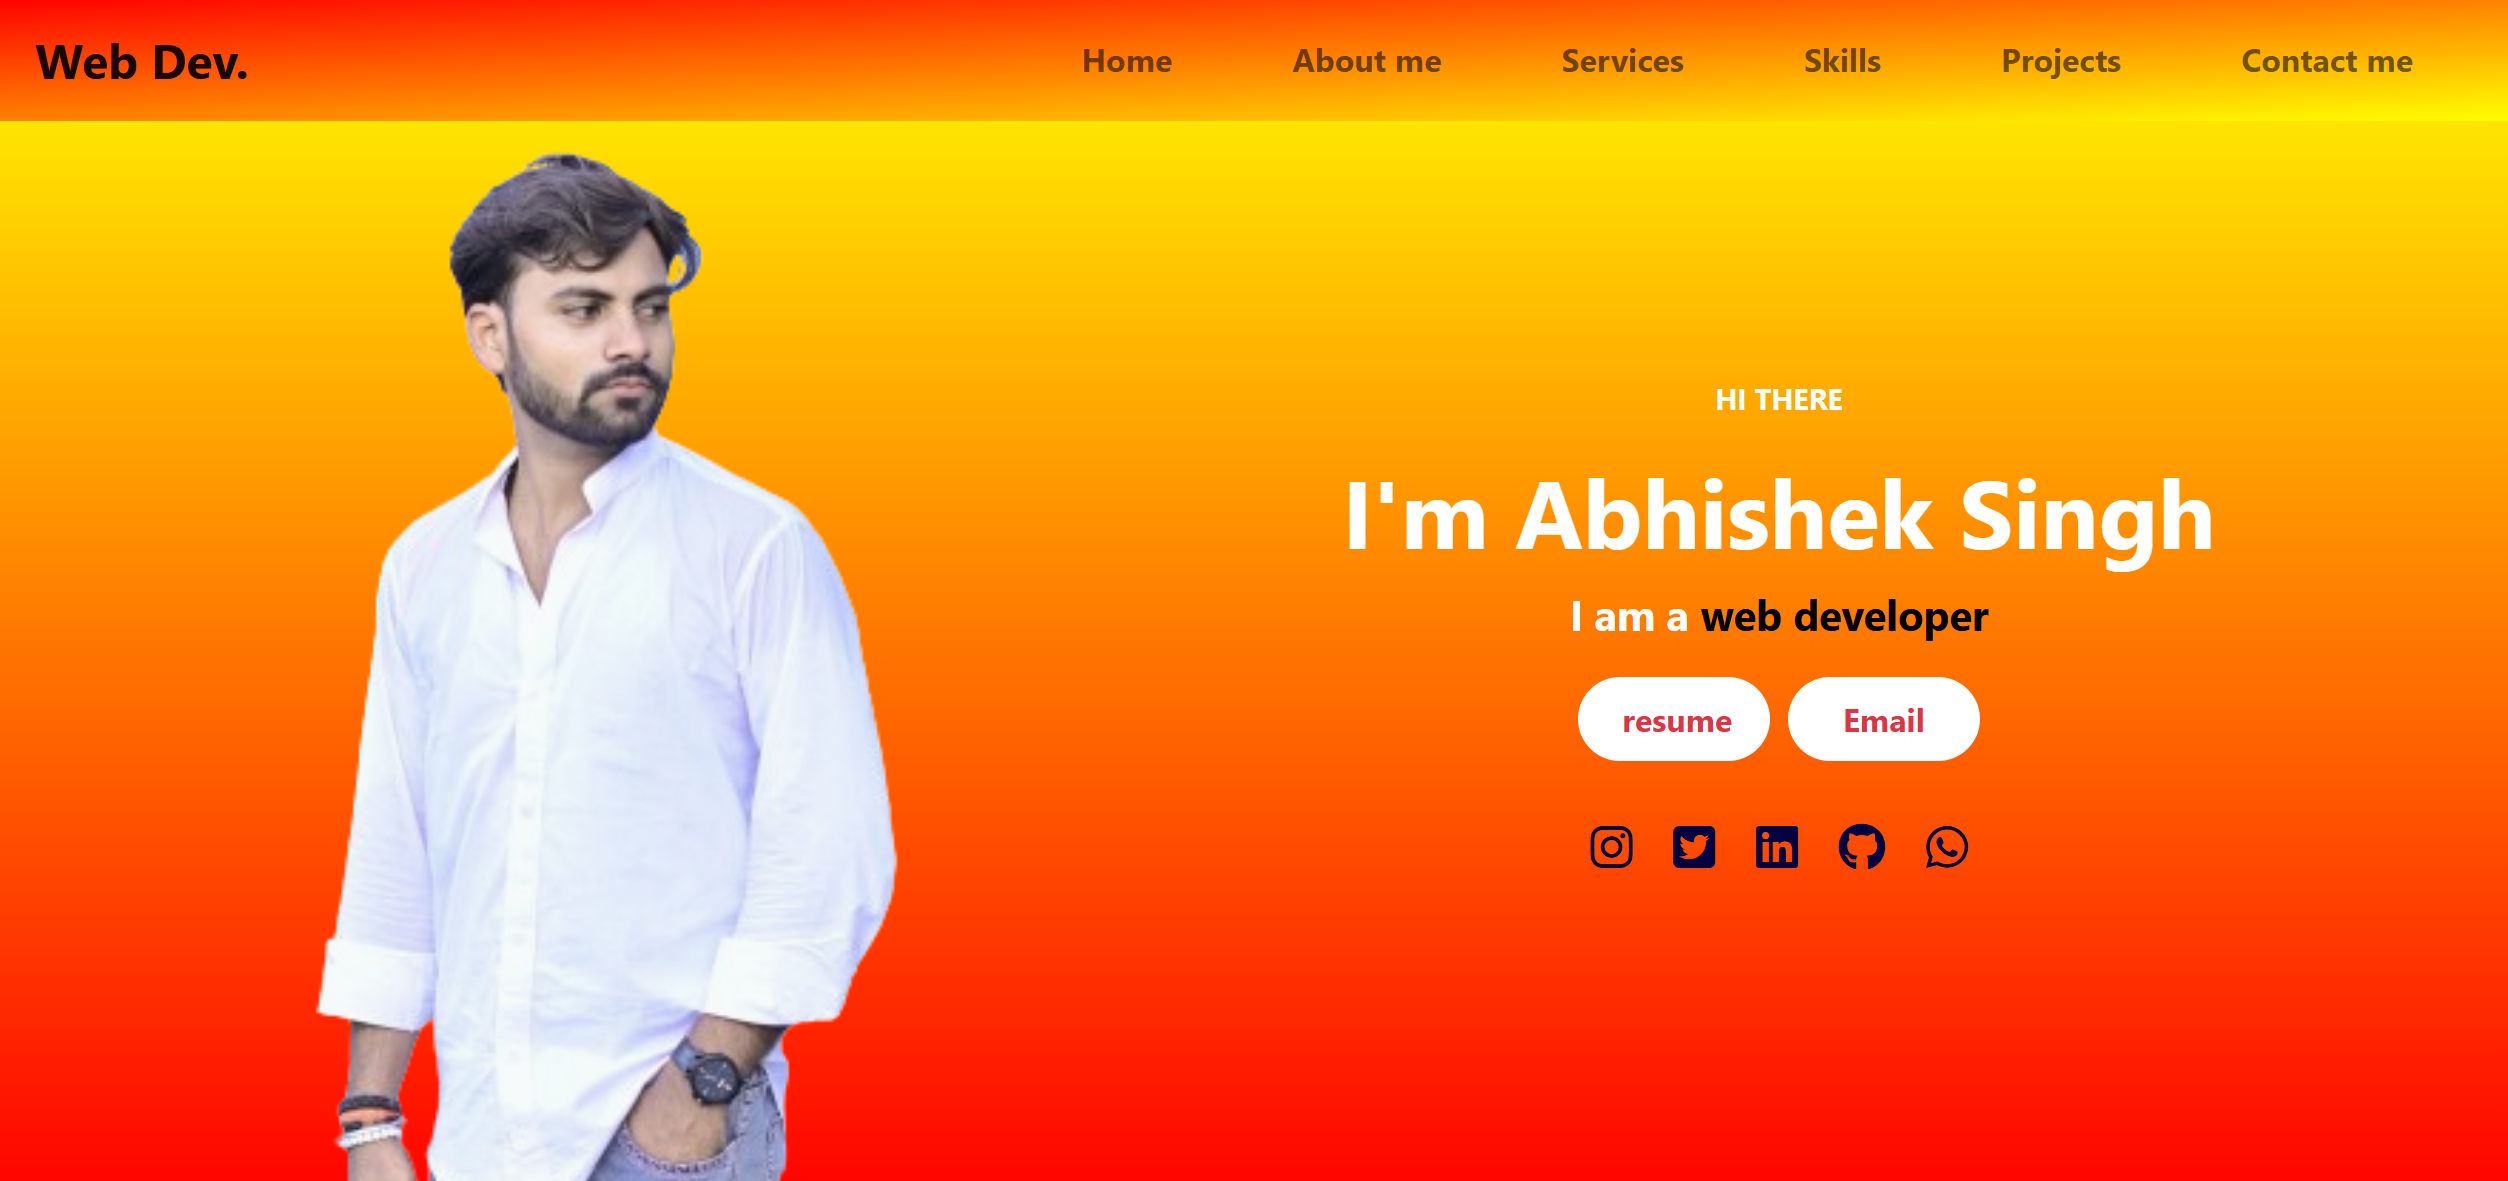 Web Dev.
Home About me Services Skills Projects Contact me
HI THERE
I'm Abhishek Singh
I am a web developer
resume Email